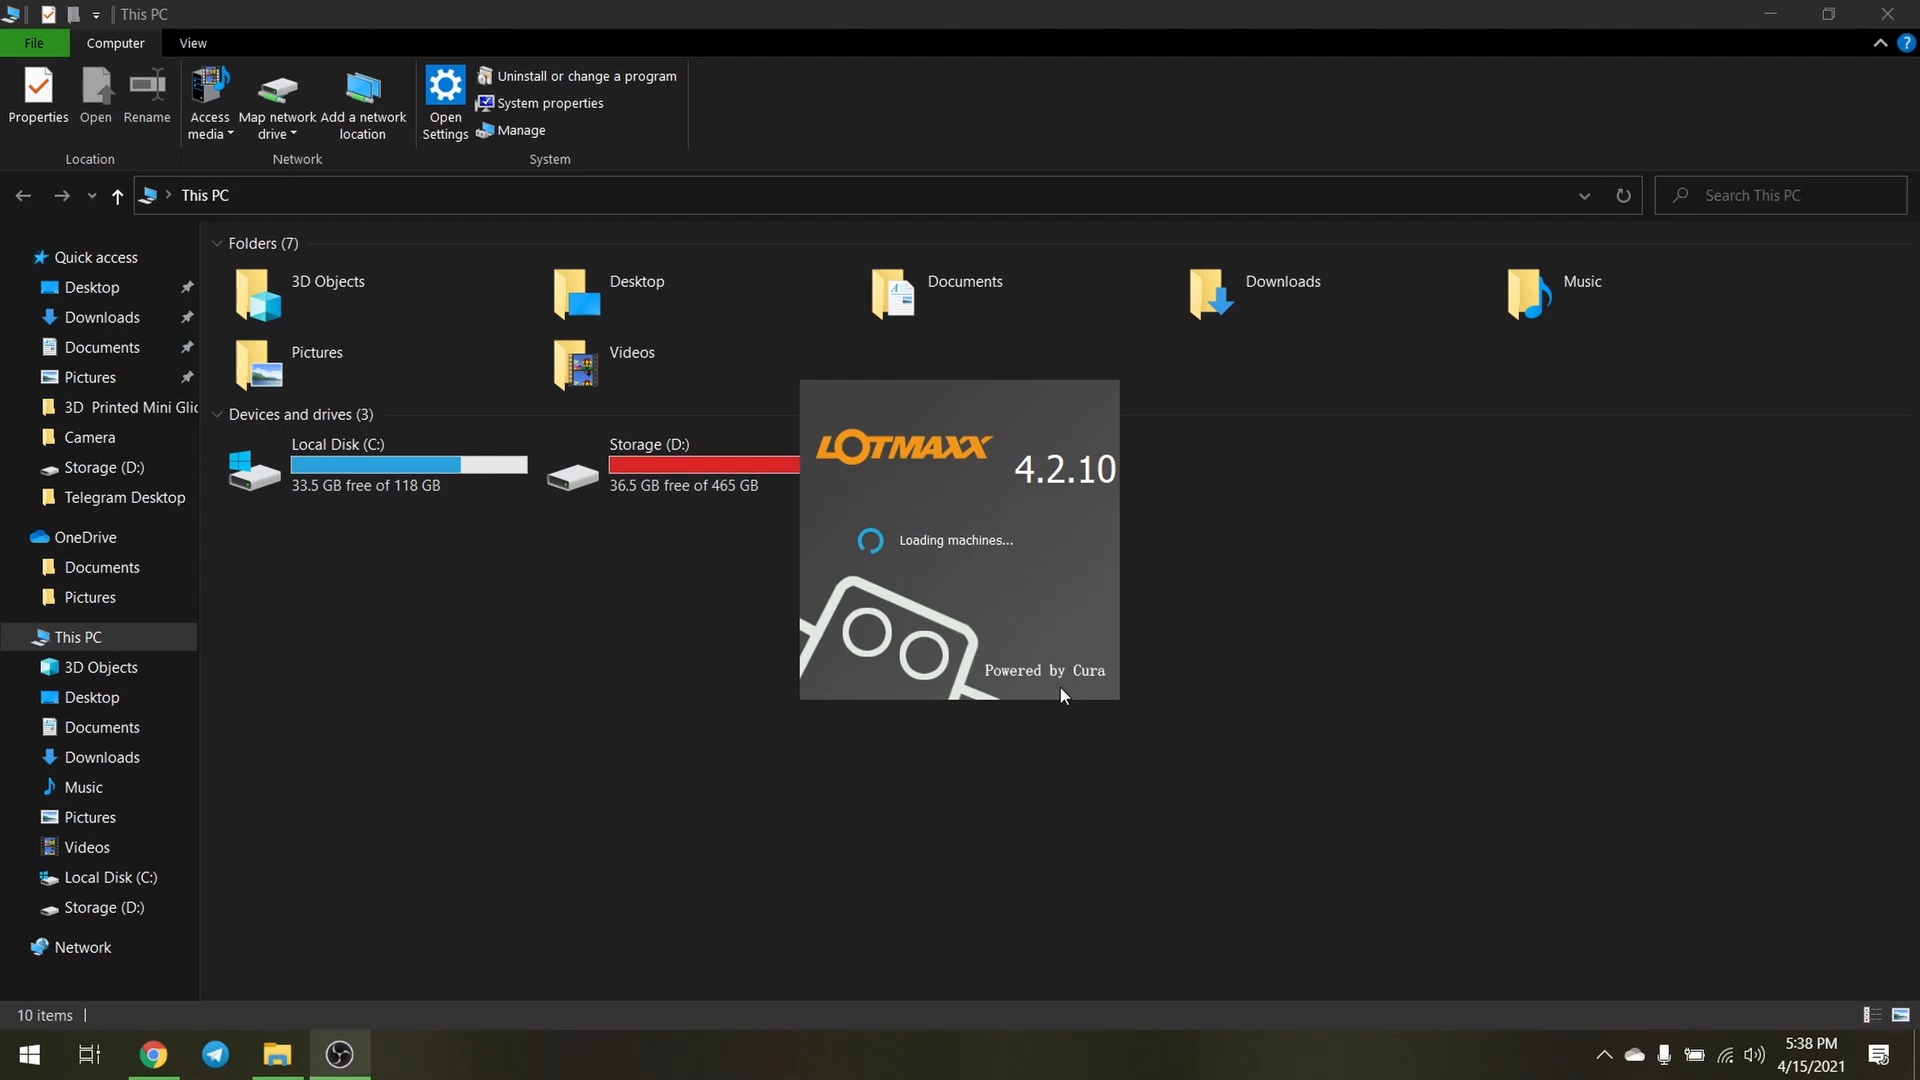 This PC
File
Computer
View
Properties
Open
Rename
Access media
Map network drive
Add a network location
Open Settings
Uninstall or change a program
System properties
Manage
Location
Network
System
This PC
Search This PC
Quick access
Desktop
Downloads
Documents
Pictures
3D Printed Mini Glic
Camera
Storage (D:)
Telegram Desktop
OneDrive
Documents
Pictures
This PC
3D Objects
Desktop
Documents
Downloads
Music
Pictures
Videos
Local Disk (C:)
Storage (D:)
Network
Folders (7)
3D Objects
Desktop
Documents
Downloads
Music
Pictures
Videos
Devices and drives (3)
Local Disk (C:)
33.5 GB free of 118 GB
Storage (D:)
36.5 GB free of 465 GB
LOTMAXX
4.2.10
Loading machines...
Powered by Cura
10 items
5:38 PM
4/15/2021